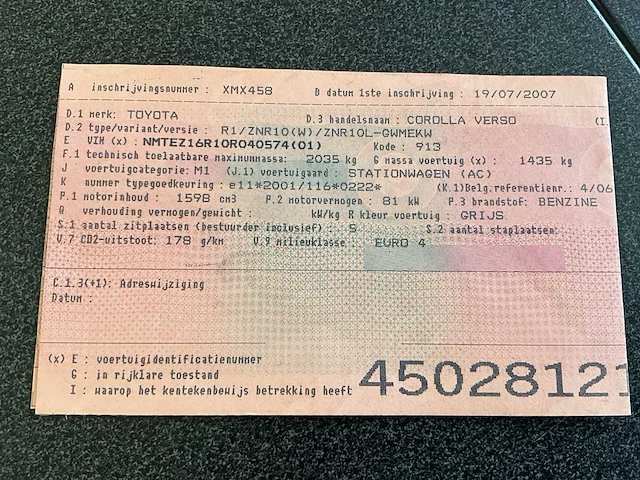 A inschrijvingsnummer : XMX458 B datum 1ste inschrijving : 19/07/2007
D.1 merk: TOYOTA D.3 handelsnaam : COROLLA VERSO (I.
D.2 type/variant/versie : R1/ZNR10(W)/ZNR10L-GWMEKW
E VIN (x) : NMTEZ16R10R040574(01) Kode : 913
F.1 technisch toelaatbare maximummassa: 2035 kg G massa voertuig (x) : 1435 kg
J voertuigcategorie: M1 (J.1) voertuigaard : STATIONWAGEN (AC)
K nummer typegoedkeuring : e11*2001/116*0222* (K.1)Belg.referentienr.: 4/06
P.1 motorinhoud : 1598 cm3 P.2 motorvermogen : 81 kW P.3 brandstof: BENZINE
Q verhouding vermogen/gewicht : kW/kg R kleur voertuig : GRIJS
S.1 aantal zitplaatsen (bestuurder inclusief) : 5 S.2 aantal staplaatsen:
V.7 CO2-uitstoot: 178 g/km V.9 milieuklasse : EURO 4
C.1.3(+1): Adreswijziging
Datum :
(x) E : voertuigidentificatienummer
G : in rijklare toestand
I : waarop het kentekenbewijs betrekking heeft 45028121